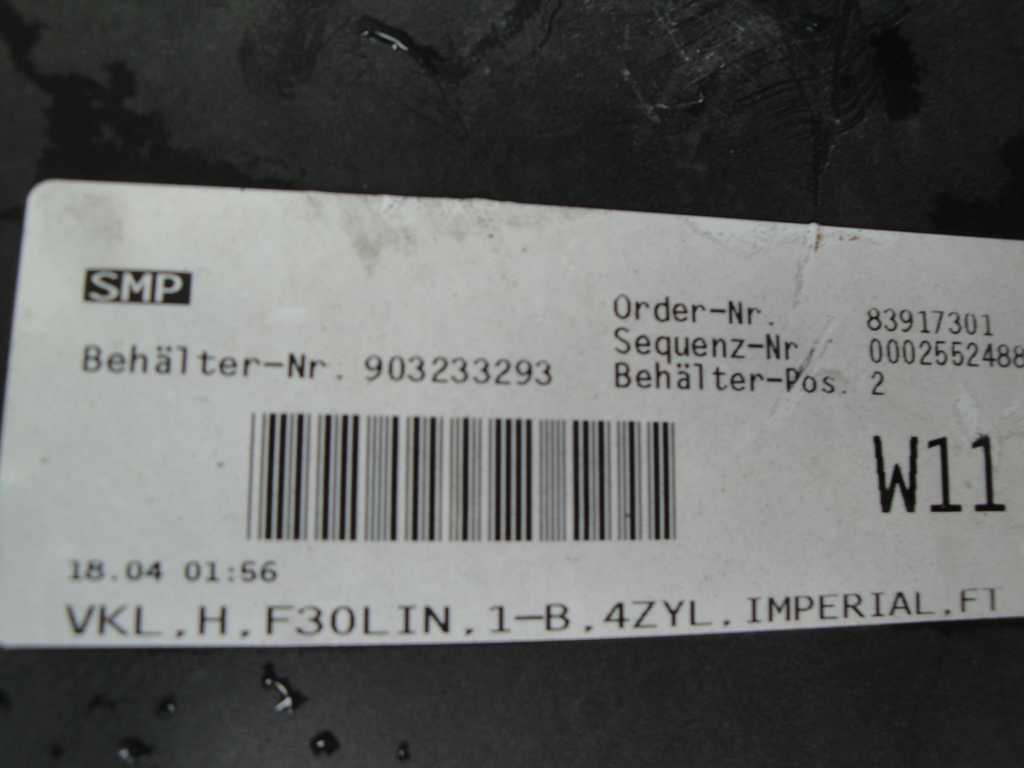 SMP
Order-Nr. 83917301
Sequenz-Nr. 0002552488
Behälter-Nr. 903233293
Behälter-Pos. 2
W11
18.04 01:56
VKL,H,F30LIN,1-B,4ZYL,IMPERIAL,FT